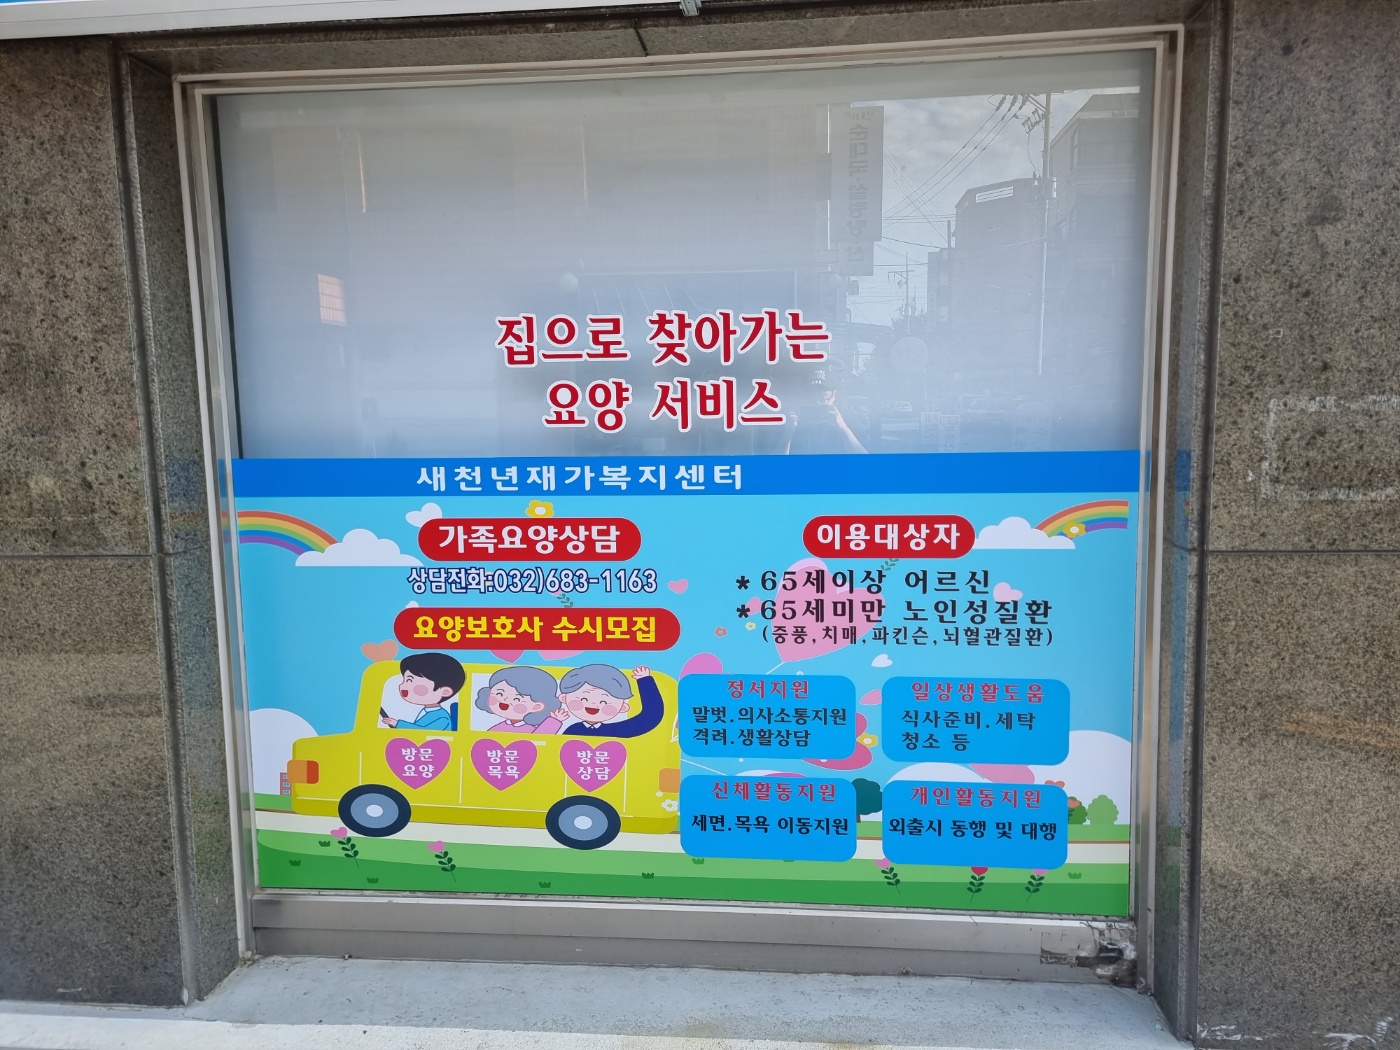 집으로 찾아가는
요양 서비스
새천년재가복지센터
가족요양상담
상담전화:032)683-1163
요양보호사 수시모집
방문
요양
방문
목욕
방문
상담
이용대상자
* 65세이상 어르신
* 65세미만 노인성질환
(중풍,치매,파킨슨,뇌혈관질환)
정서지원
말벗.의사소통지원
격려.생활상담
일상생활도움
식사준비.세탁
청소 등
신체활동지원
세면.목욕 이동지원
개인활동지원
외출시 동행 및 대행